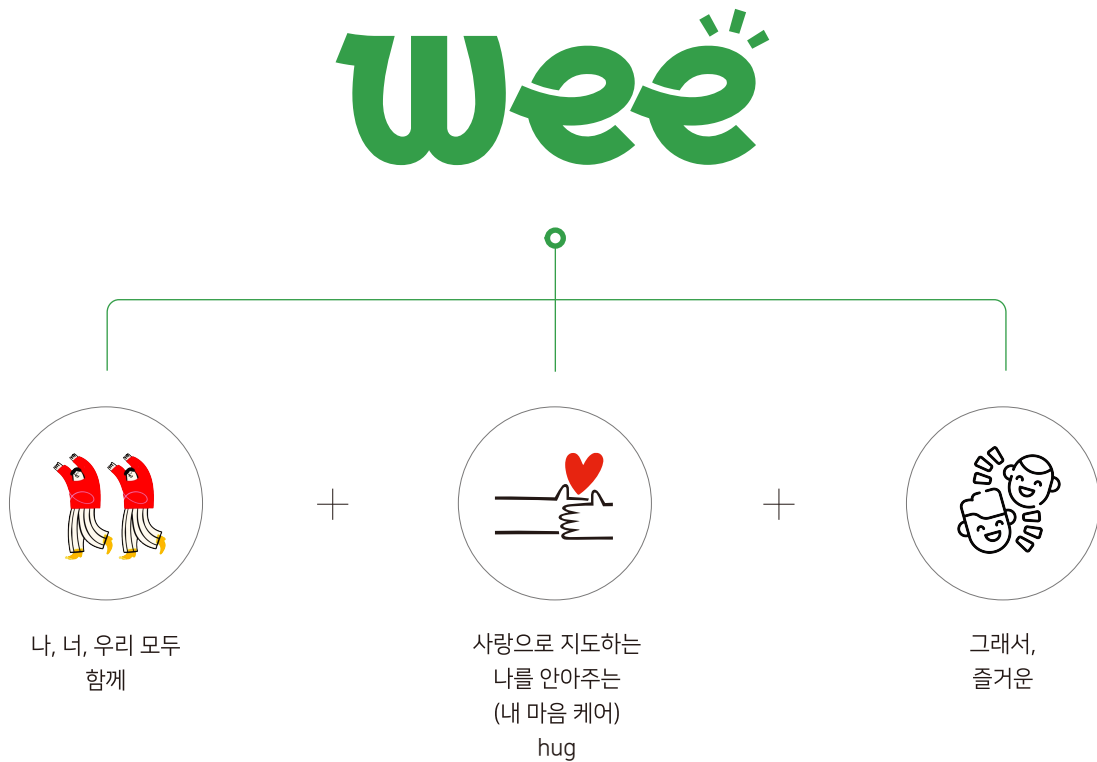 wee
나, 너, 우리 모두
함께
사랑으로 지도하는
나를 안아주는
(내 마음 케어)
hug
그래서,
즐거운